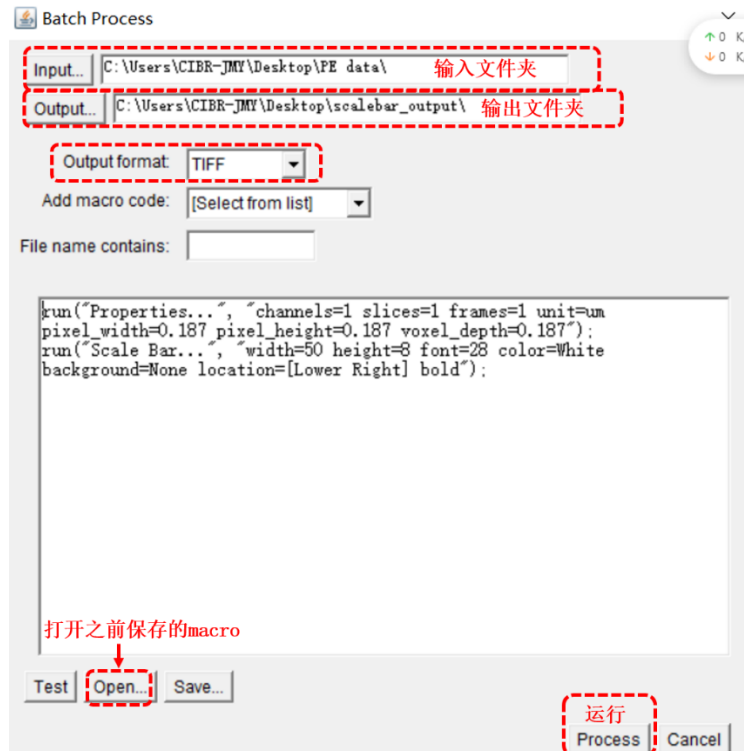 Batch Process
↑0 K/
↓0 K/
Input... C:\Users\CIBR-JMY\Desktop\PE data\ 输入文件夹
Output... C:\Users\CIBR-JMY\Desktop\scalebar_output\ 输出文件夹
Output format: TIFF
Add macro code: [Select from list]
File name contains:
run("Properties...", "channels=1 slices=1 frames=1 unit=um
pixel_width=0.187 pixel_height=0.187 voxel_depth=0.187");
run("Scale Bar...", "width=50 height=8 font=28 color=White
background=None location=[Lower Right] bold");
打开之前保存的macro
Test Open... Save...
运行
Process Cancel